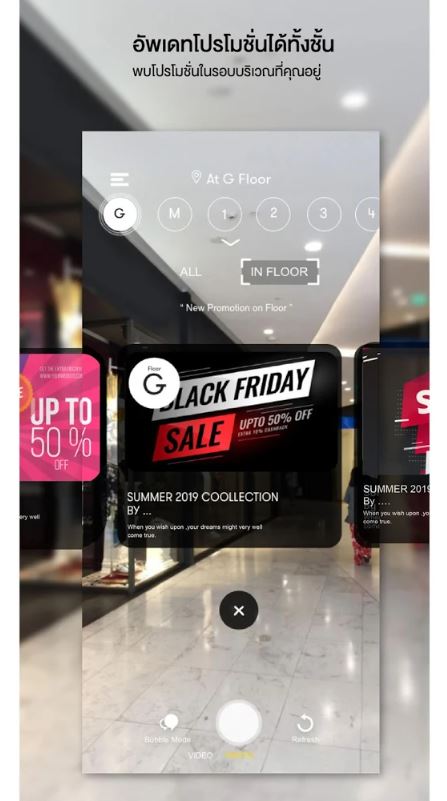 อัพเดทโปรโมชั่นได้ทั้งชั้น
พบโปรโมชั่นในรอบบริเวณที่คุณอยู่
At G Floor
G M 1 2 3 4
ALL IN FLOOR
" New Promotion on Floor "
UP TO
50 %
OFF
Floor
G
BLACK FRIDAY
SALE UPTO 50% OFF
EXTRA 10% CASHBACK
SUMMER 2019 COOLLECTION
BY ...
When you wish upon ,your dreams might very well
come true.
ery well
S
SUMMER 2019
By ....
When you wish upon ,yo
come true.
Bubble Mode
Refresh
VIDEO